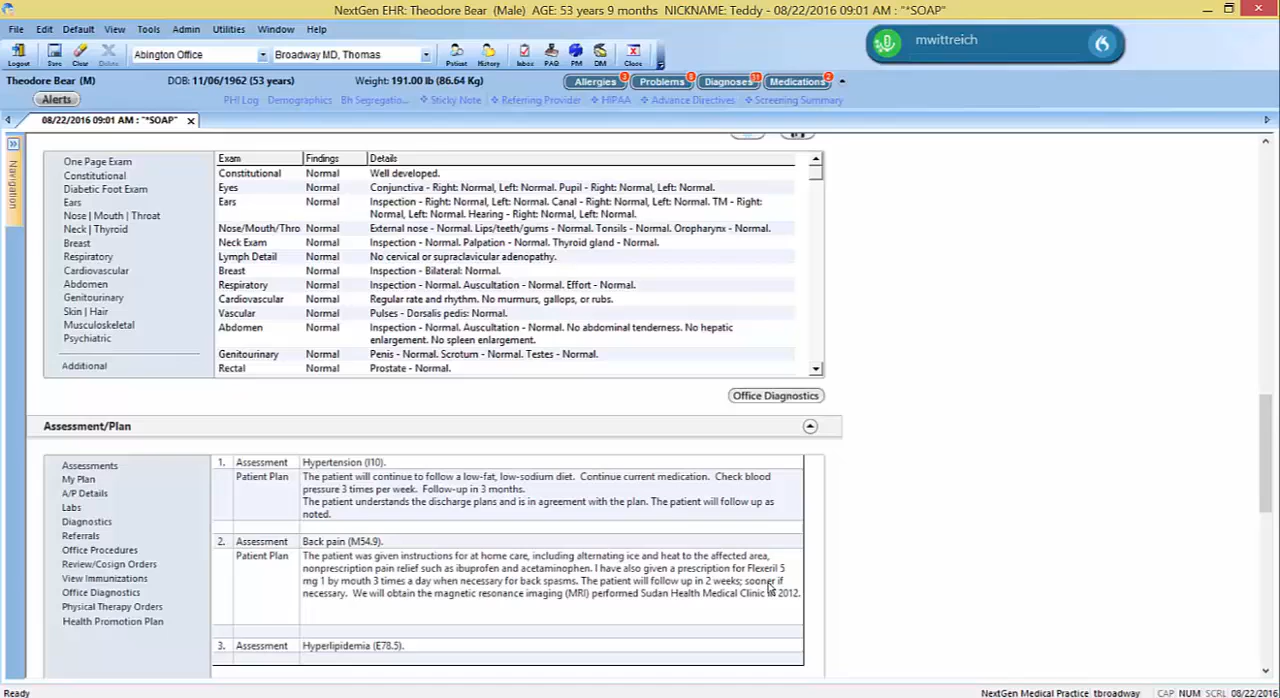 NextGen EHR: Theodore Bear (Male) AGE: 53 years 9 months NICKNAME: Teddy - 08/22/2016 09:01 AM : "*SOAP"
File Edit Default View Tools Admin Utilities Window Help
mwittreich
Logout Save Clear Delete Abington Office Broadway MD, Thomas Patient History Inbox PAQ PM DM Close
Theodore Bear (M) DOB: 11/06/1962 (53 years) Weight: 191.00 lb (86.64 Kg) Allergies 3 Problems 8 Diagnoses Medications 2
Alerts PHI Log Demographics Bh Segregatio... Sticky Note Referring Provider HIPAA Advance Directives Screening Summary
08/22/2016 09:01 AM : "*SOAP"
Navigation
One Page Exam
Constitutional
Diabetic Foot Exam
Ears
Nose | Mouth | Throat
Neck | Thyroid
Breast
Respiratory
Cardiovascular
Abdomen
Genitourinary
Skin | Hair
Musculoskeletal
Psychiatric
Additional
Exam Findings Details
Constitutional Normal Well developed.
Eyes Normal Conjunctiva - Right: Normal, Left: Normal. Pupil - Right: Normal, Left: Normal.
Ears Normal Inspection - Right: Normal, Left: Normal. Canal - Right: Normal, Left: Normal. TM - Right:
Normal, Left: Normal. Hearing - Right: Normal, Left: Normal.
Nose/Mouth/Thro Normal External nose - Normal. Lips/teeth/gums - Normal. Tonsils - Normal. Oropharynx - Normal.
Neck Exam Normal Inspection - Normal. Palpation - Normal. Thyroid gland - Normal.
Lymph Detail Normal No cervical or supraclavicular adenopathy.
Breast Normal Inspection - Bilateral: Normal.
Respiratory Normal Inspection - Normal. Auscultation - Normal. Effort - Normal.
Cardiovascular Normal Regular rate and rhythm. No murmurs, gallops, or rubs.
Vascular Normal Pulses - Dorsalis pedis: Normal.
Abdomen Normal Inspection - Normal. Auscultation - Normal. No abdominal tenderness. No hepatic
enlargement. No spleen enlargement.
Genitourinary Normal Penis - Normal. Scrotum - Normal. Testes - Normal.
Rectal Normal Prostate - Normal.
Office Diagnostics
Assessment/Plan
Assessments
My Plan
A/P Details
Labs
Diagnostics
Referrals
Office Procedures
Review/Cosign Orders
View Immunizations
Office Diagnostics
Physical Therapy Orders
Health Promotion Plan
1. Assessment Hypertension (I10).
Patient Plan The patient will continue to follow a low-fat, low-sodium diet. Continue current medication. Check blood
pressure 3 times per week. Follow-up in 3 months.
The patient understands the discharge plans and is in agreement with the plan. The patient will follow up as
noted.
2. Assessment Back pain (M54.9).
Patient Plan The patient was given instructions for at home care, including alternating ice and heat to the affected area,
nonprescription pain relief such as ibuprofen and acetaminophen. I have also given a prescription for Flexeril 5
mg 1 by mouth 3 times a day when necessary for back spasms. The patient will follow up in 2 weeks; sooner if
necessary. We will obtain the magnetic resonance imaging (MRI) performed Sudan Health Medical Clinic 2012.
3. Assessment Hyperlipidemia (E78.5).
Ready NextGen Medical Practice tbroadway CAP NUM SCRL 08/22/2016